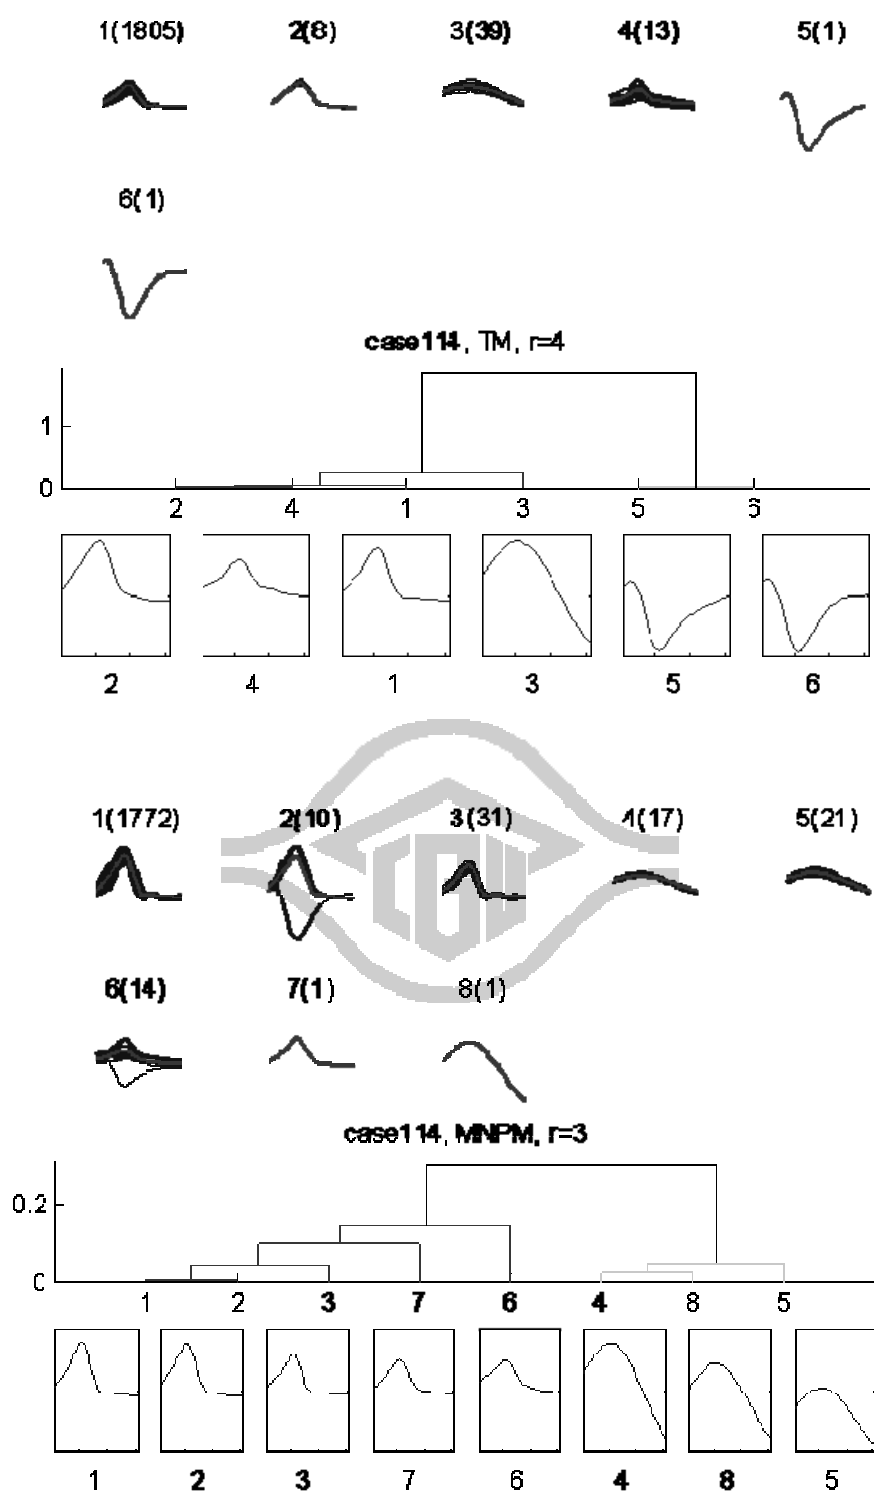 1(1805) 2(8) 3(39) 4(13) 5(1)
6(1)
case114, TM, r=4
1
0
2 4 1 3 5 6
2 4 1 3 5 6
1(1772) 2(10) 3(31) 4(17) 5(21)
6(14) 7(1) 8(1)
case114, MNPM, r=3
0.2
0
1 2 3 7 6 4 8 5
1 2 3 7 6 4 8 5